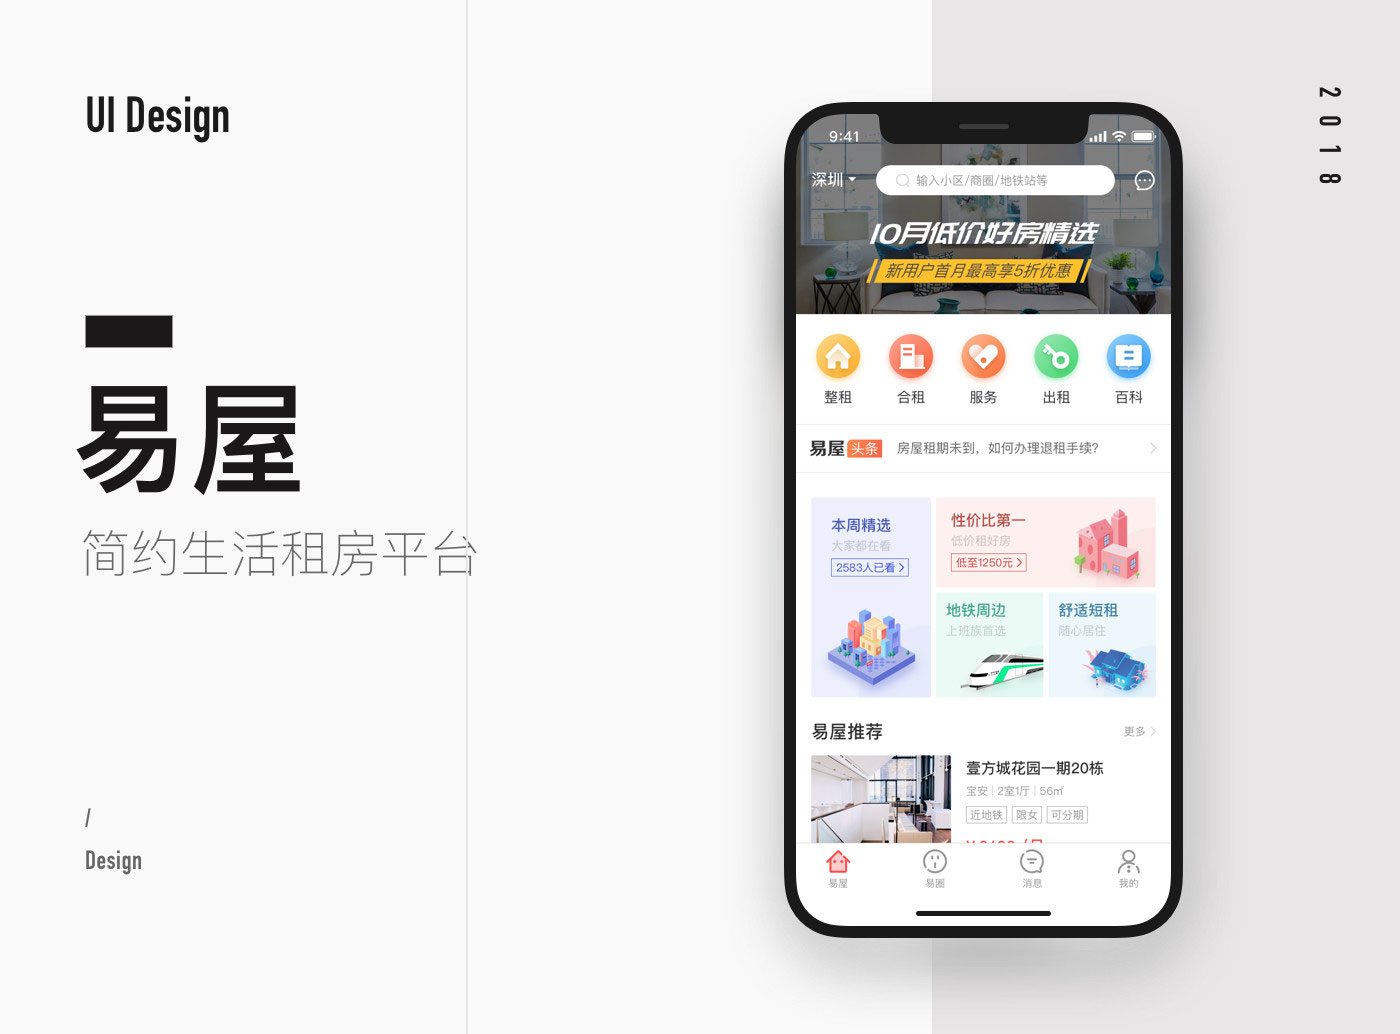 UI Design
2018
易屋
简约生活租房平台
/
Design
9:41
深圳
输入小区/商圈/地铁站等
10月低价好房精选
新用户首月最高享5折优惠
整租
合租
服务
出租
百科
易屋 头条 房屋租期未到，如何办理退租手续?
本周精选
大家都在看
2583人已看
性价比第一
低价租好房
低至1250元
地铁周边
上班族首选
舒适短租
随心居住
易屋推荐
更多
壹方城花园一期20栋
宝安 | 2室1厅 | 56㎡
近地铁 限女 可分期
易屋
易圈
消息
我的